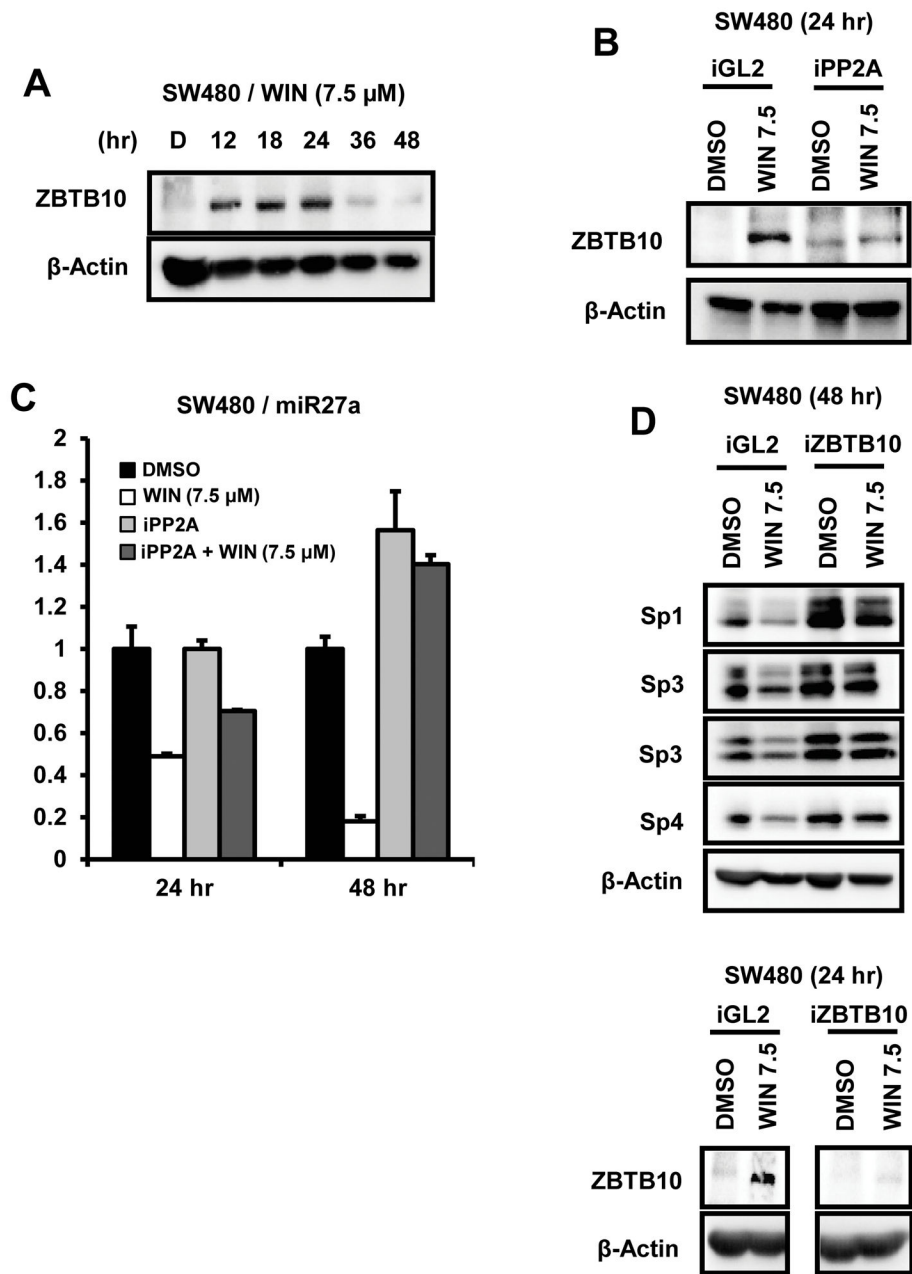 A
SW480 / WIN (7.5 µM)
(hr) D 12 18 24 36 48
ZBTB10
β-Actin
B
SW480 (24 hr)
iGL2 iPP2A
DMSO WIN 7.5 DMSO WIN 7.5
ZBTB10
β-Actin
C
SW480 / miR27a
2
1.8
1.6
1.4
1.2
1
0.8
0.6
0.4
0.2
0
DMSO
WIN (7.5 µM)
iPP2A
iPP2A + WIN (7.5 µM)
24 hr 48 hr
D
SW480 (48 hr)
iGL2 iZBTB10
DMSO WIN 7.5 DMSO WIN 7.5
Sp1
Sp3
Sp3
Sp4
β-Actin
SW480 (24 hr)
iGL2 iZBTB10
DMSO WIN 7.5 DMSO WIN 7.5
ZBTB10
β-Actin